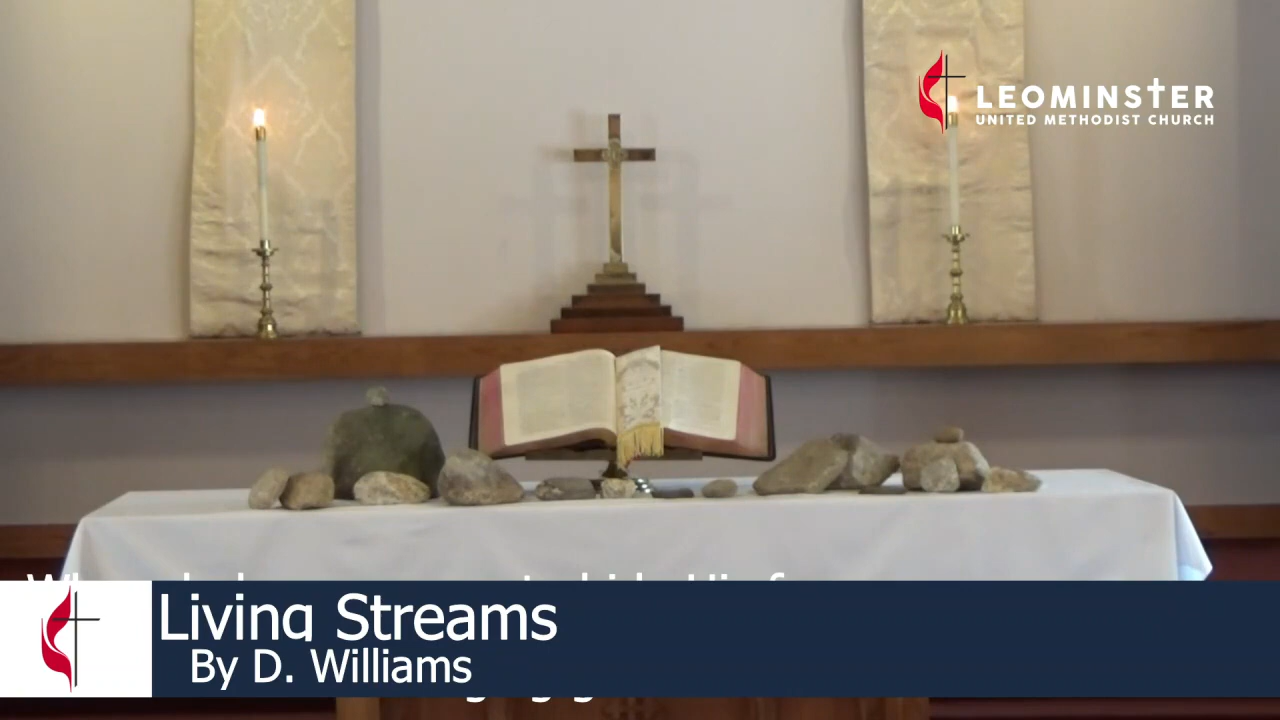 LEOMINSTER
UNITED METHODIST CHURCH
Living Streams
By D. Williams